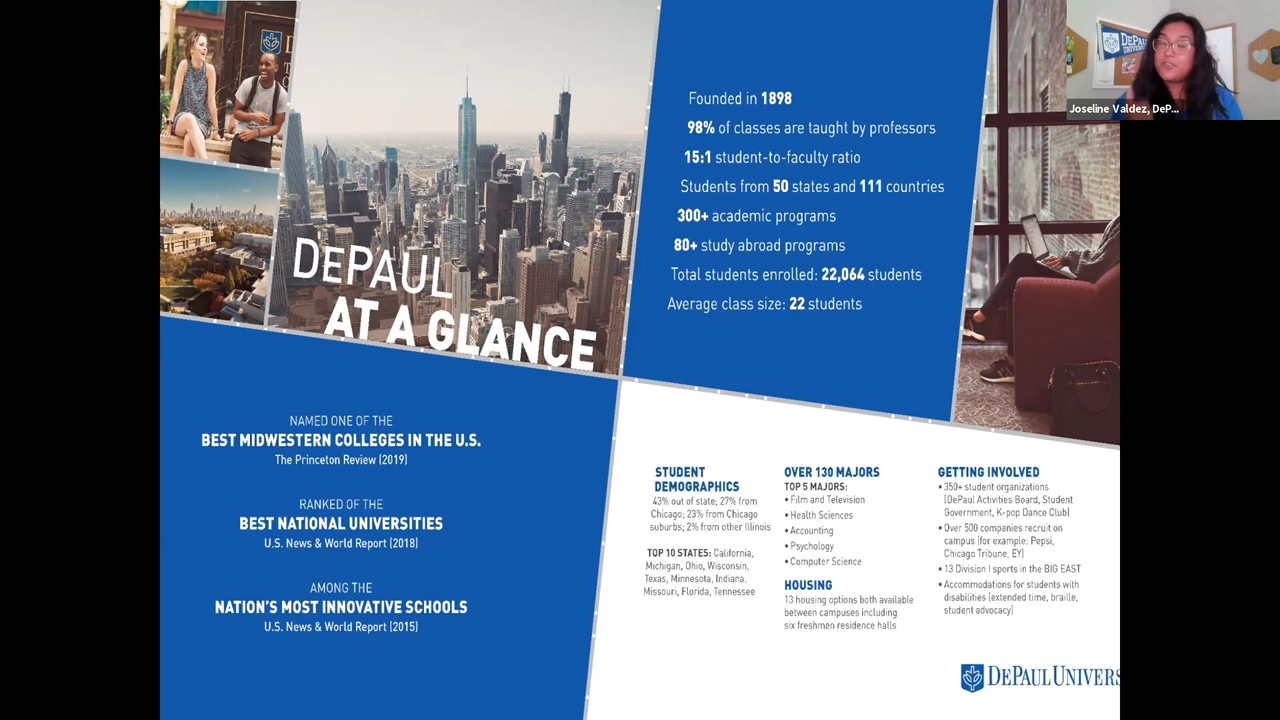 DEPAUL
AT A GLANCE
Founded in 1898
98% of classes are taught by professors
15:1 student-to-faculty ratio
Students from 50 states and 111 countries
300+ academic programs
80+ study abroad programs
Total students enrolled: 22,064 students
Average class size: 22 students
Joseline Valdez, DeP...
NAMED ONE OF THE
BEST MIDWESTERN COLLEGES IN THE U.S.
The Princeton Review (2019)
RANKED OF THE
BEST NATIONAL UNIVERSITIES
U.S. News & World Report (2018)
AMONG THE
NATION'S MOST INNOVATIVE SCHOOLS
U.S. News & World Report (2015)
STUDENT
DEMOGRAPHICS
43% out of state; 27% from
Chicago; 23% from Chicago
suburbs; 2% from other Illinois
TOP 10 STATES: California,
Michigan, Ohio, Wisconsin,
Texas, Minnesota, Indiana,
Missouri, Florida, Tennessee
OVER 130 MAJORS
TOP 5 MAJORS:
• Film and Television
• Health Sciences
• Accounting
• Psychology
• Computer Science
HOUSING
13 housing options both available
between campuses including
six freshmen residence halls
GETTING INVOLVED
• 350+ student organizations
(DePaul Activities Board, Student
Government, K-pop Dance Club)
• Over 500 companies recruit on
campus (for example: Pepsi,
Chicago Tribune, EY)
• 13 Division I sports in the BIG EAST
• Accommodations for students with
disabilities (extended time, braille,
student advocacy)
DEPAUL UNIVERS